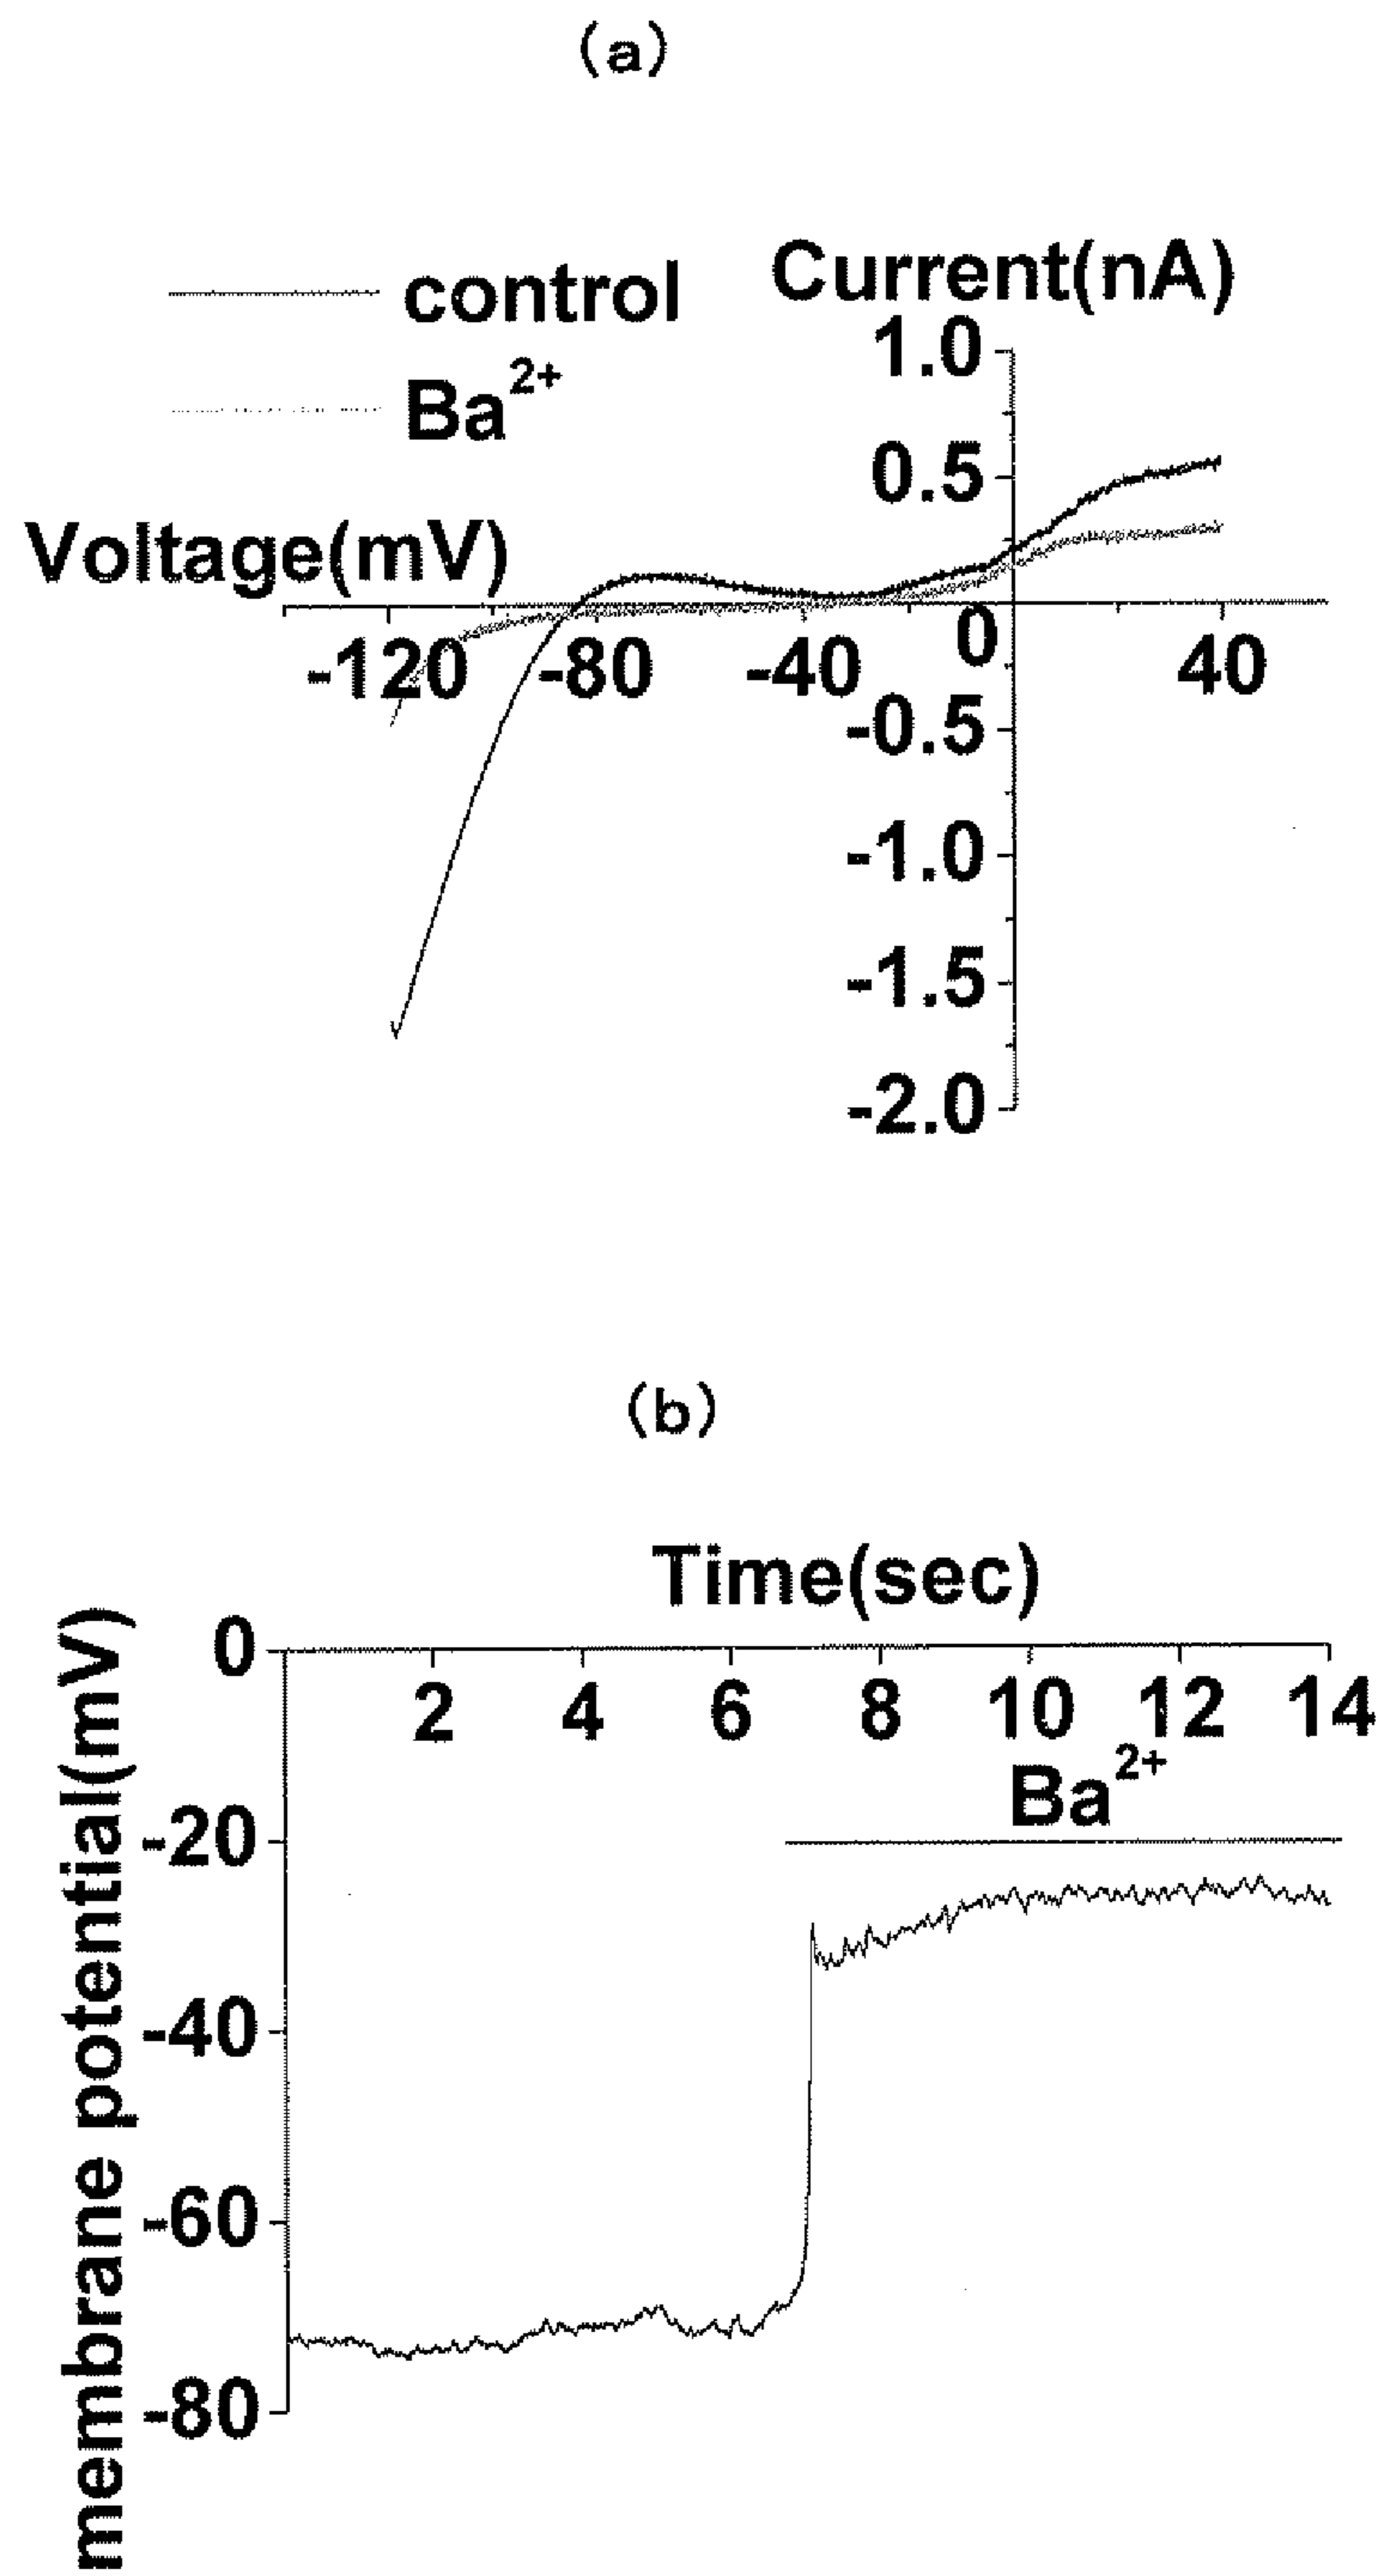 (a)
control
Ba2+
Current(nA)
1.0
0.5
Voltage(mV)
-120
-80
-40
0
40
-0.5
-1.0
-1.5
-2.0
(b)
Time(sec)
0
2
4
6
8
10
12
14
Ba2+
-20
-40
-60
-80
membrane potential(mV)